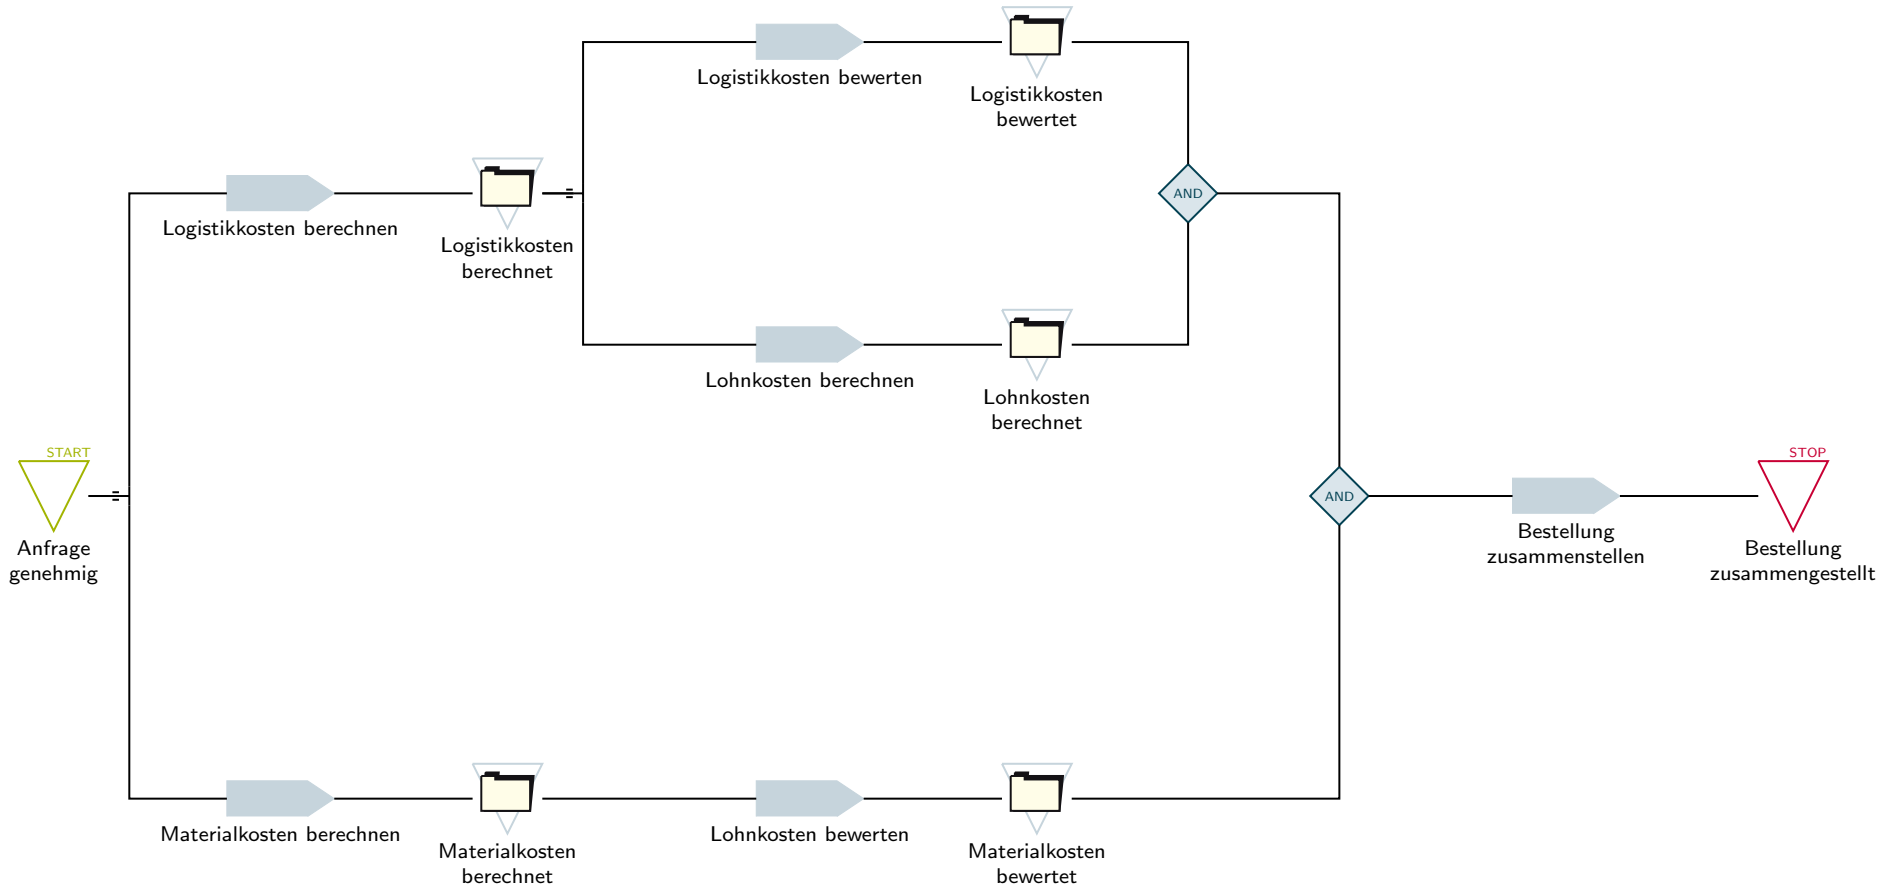 Logistikkosten bewerten
Logistikkosten
bewertet
Logistikkosten berechnen
Logistikkosten
berechnet
AND
Lohnkosten berechnen
Lohnkosten
berechnet
START
Anfrage
genehmig
AND
Bestellung
zusammenstellen
STOP
Bestellung
zusammengestellt
Materialkosten berechnen
Materialkosten
berechnet
Lohnkosten bewerten
Materialkosten
bewertet